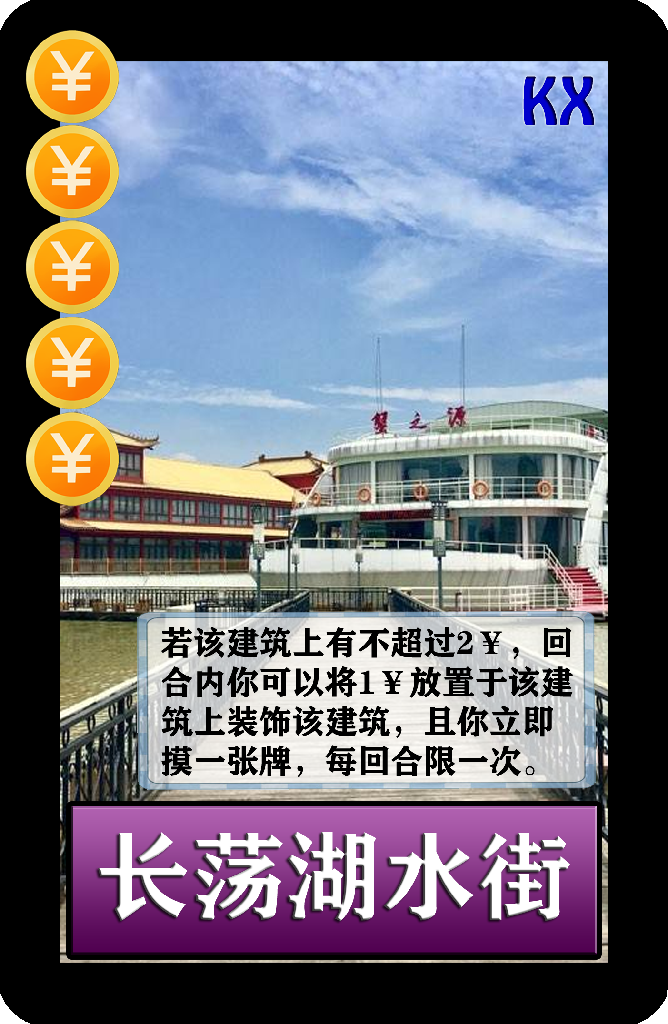 ¥
¥
¥
¥
¥
KX
蟹之源
若该建筑上有不超过2¥，回
合内你可以将1¥放置于该建
筑上装饰该建筑，且你立即
摸一张牌，每回合限一次。
长荡湖水街